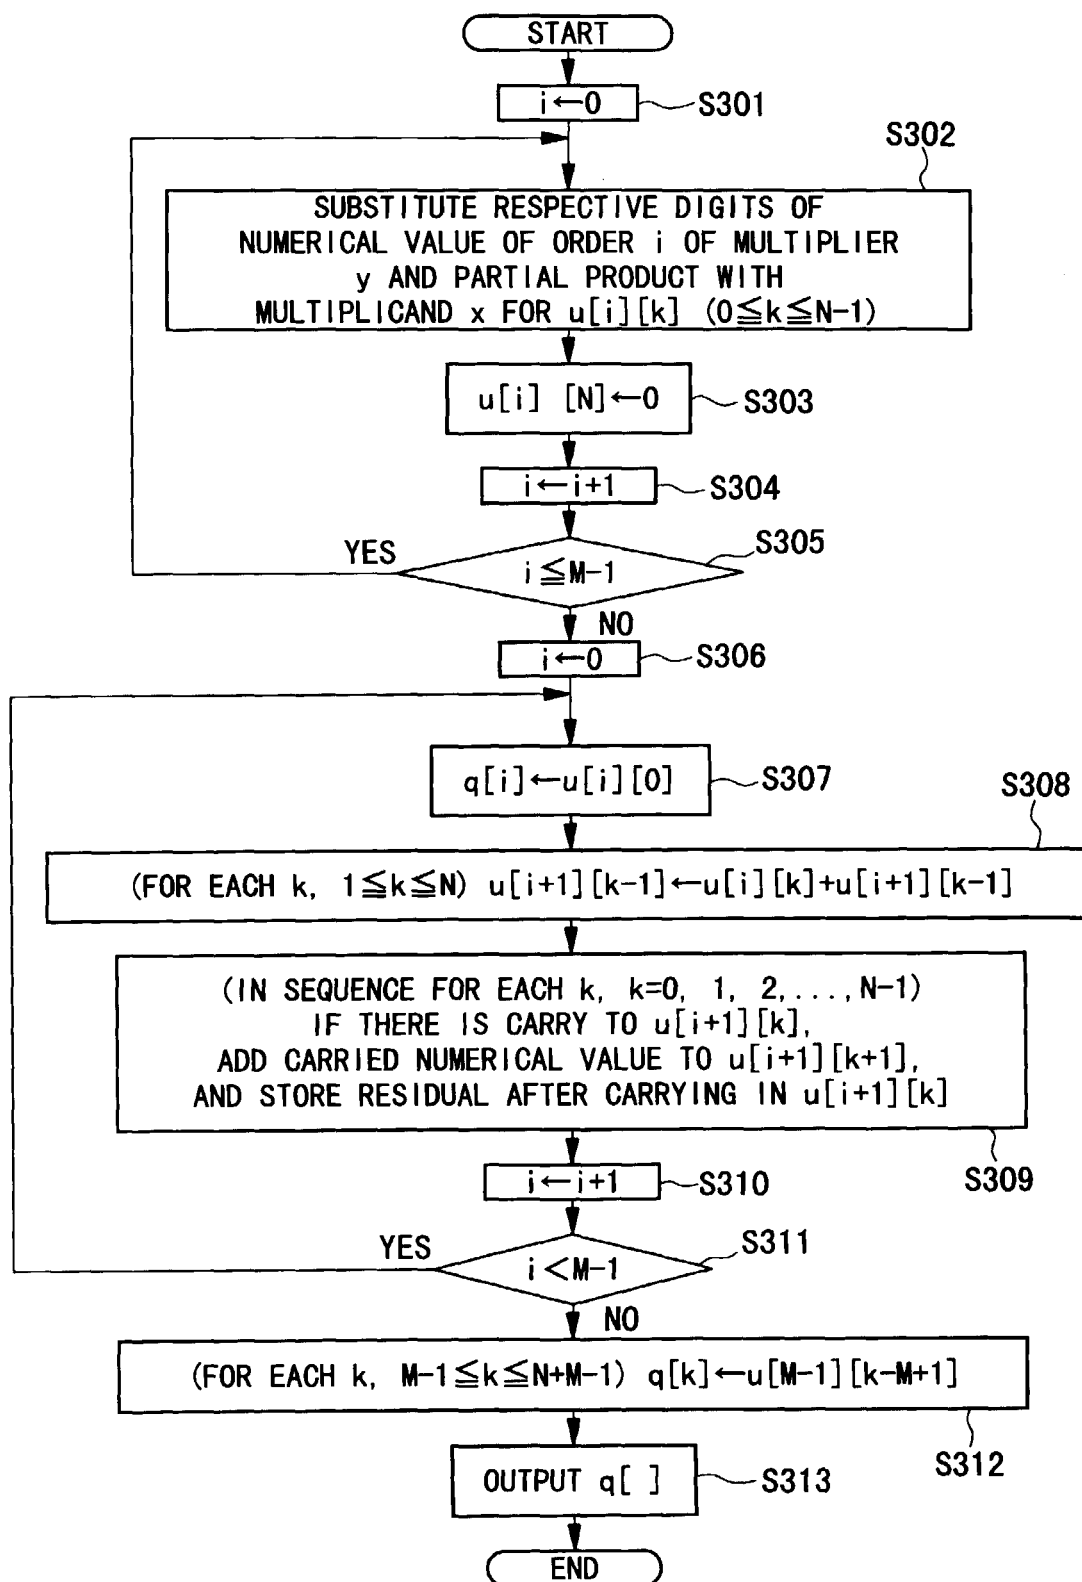 START
i←0
S301
S302
SUBSTITUTE RESPECTIVE DIGITS OF
NUMERICAL VALUE OF ORDER i OF MULTIPLIER
y AND PARTIAL PRODUCT WITH
MULTIPLICAND x FOR u[i][k] (0≦k≦N-1)
u[i] [N]←0
S303
i←i+1
S304
S305
YES
i≦M-1
NO
i←0
S306
q[i]←u[i][0]
S307
S308
(FOR EACH k, 1≦k≦N) u[i+1][k-1]←u[i][k]+u[i+1][k-1]
(IN SEQUENCE FOR EACH k, k=0, 1, 2,...,N-1)
IF THERE IS CARRY TO u[i+1][k],
ADD CARRIED NUMERICAL VALUE TO u[i+1][k+1],
AND STORE RESIDUAL AFTER CARRYING IN u[i+1][k]
S309
i←i+1
S310
S311
YES
i<M-1
NO
(FOR EACH k, M-1≦k≦N+M-1) q[k]←u[M-1][k-M+1]
S312
OUTPUT q[ ]
S313
END